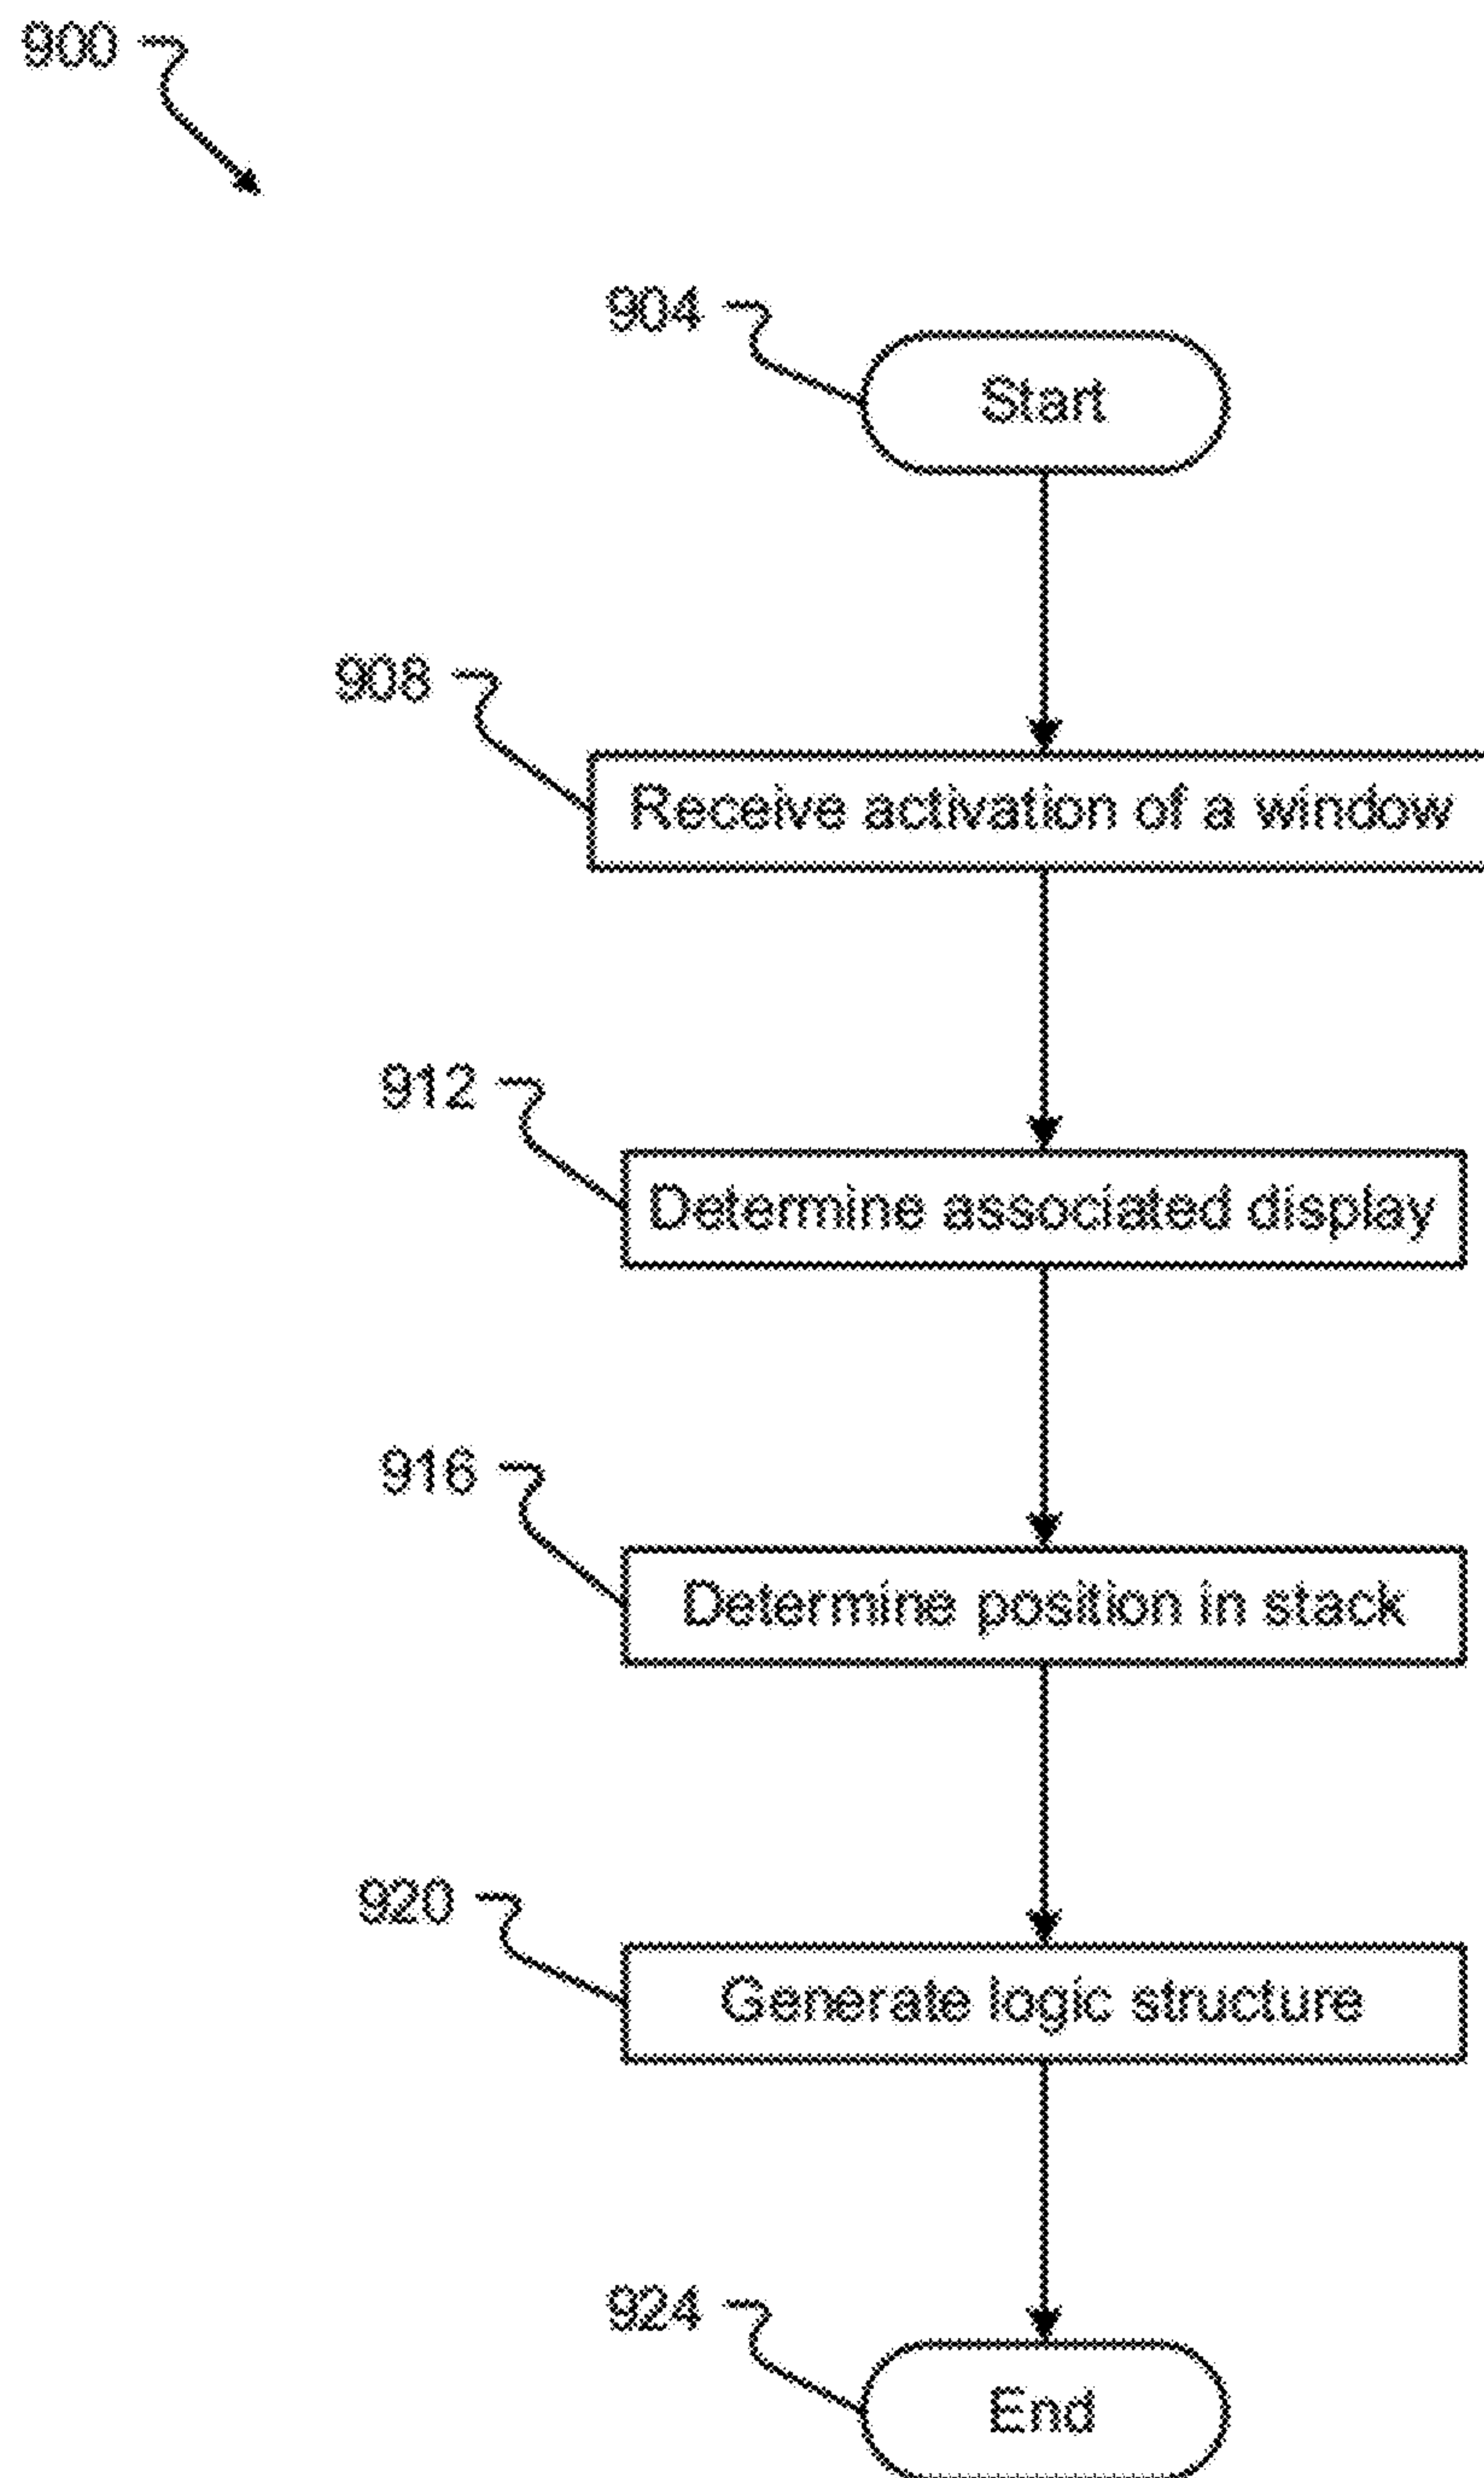 900
904
Start
908
Receive activation of a window
912
Determine associated display
916
Determine position in stack
920
Generate logic structure
924
End